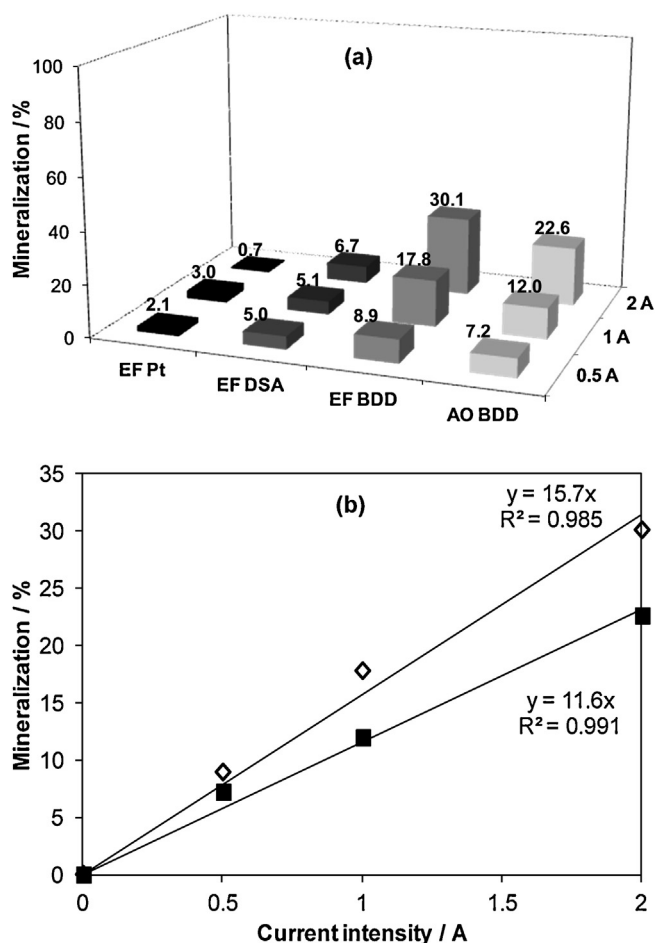 (a)
Mineralization / %
100
80
60
40
20
0
0.7
6.7
30.1
22.6
3.0
5.1
17.8
12.0
2.1
5.0
8.9
7.2
2 A
1 A
0.5 A
EF Pt
EF DSA
EF BDD
AO BDD
(b)
Mineralization / %
35
30
25
20
15
10
5
0
y = 15.7x
R² = 0.985
y = 11.6x
R² = 0.991
0
0.5
1
1.5
2
Current intensity / A